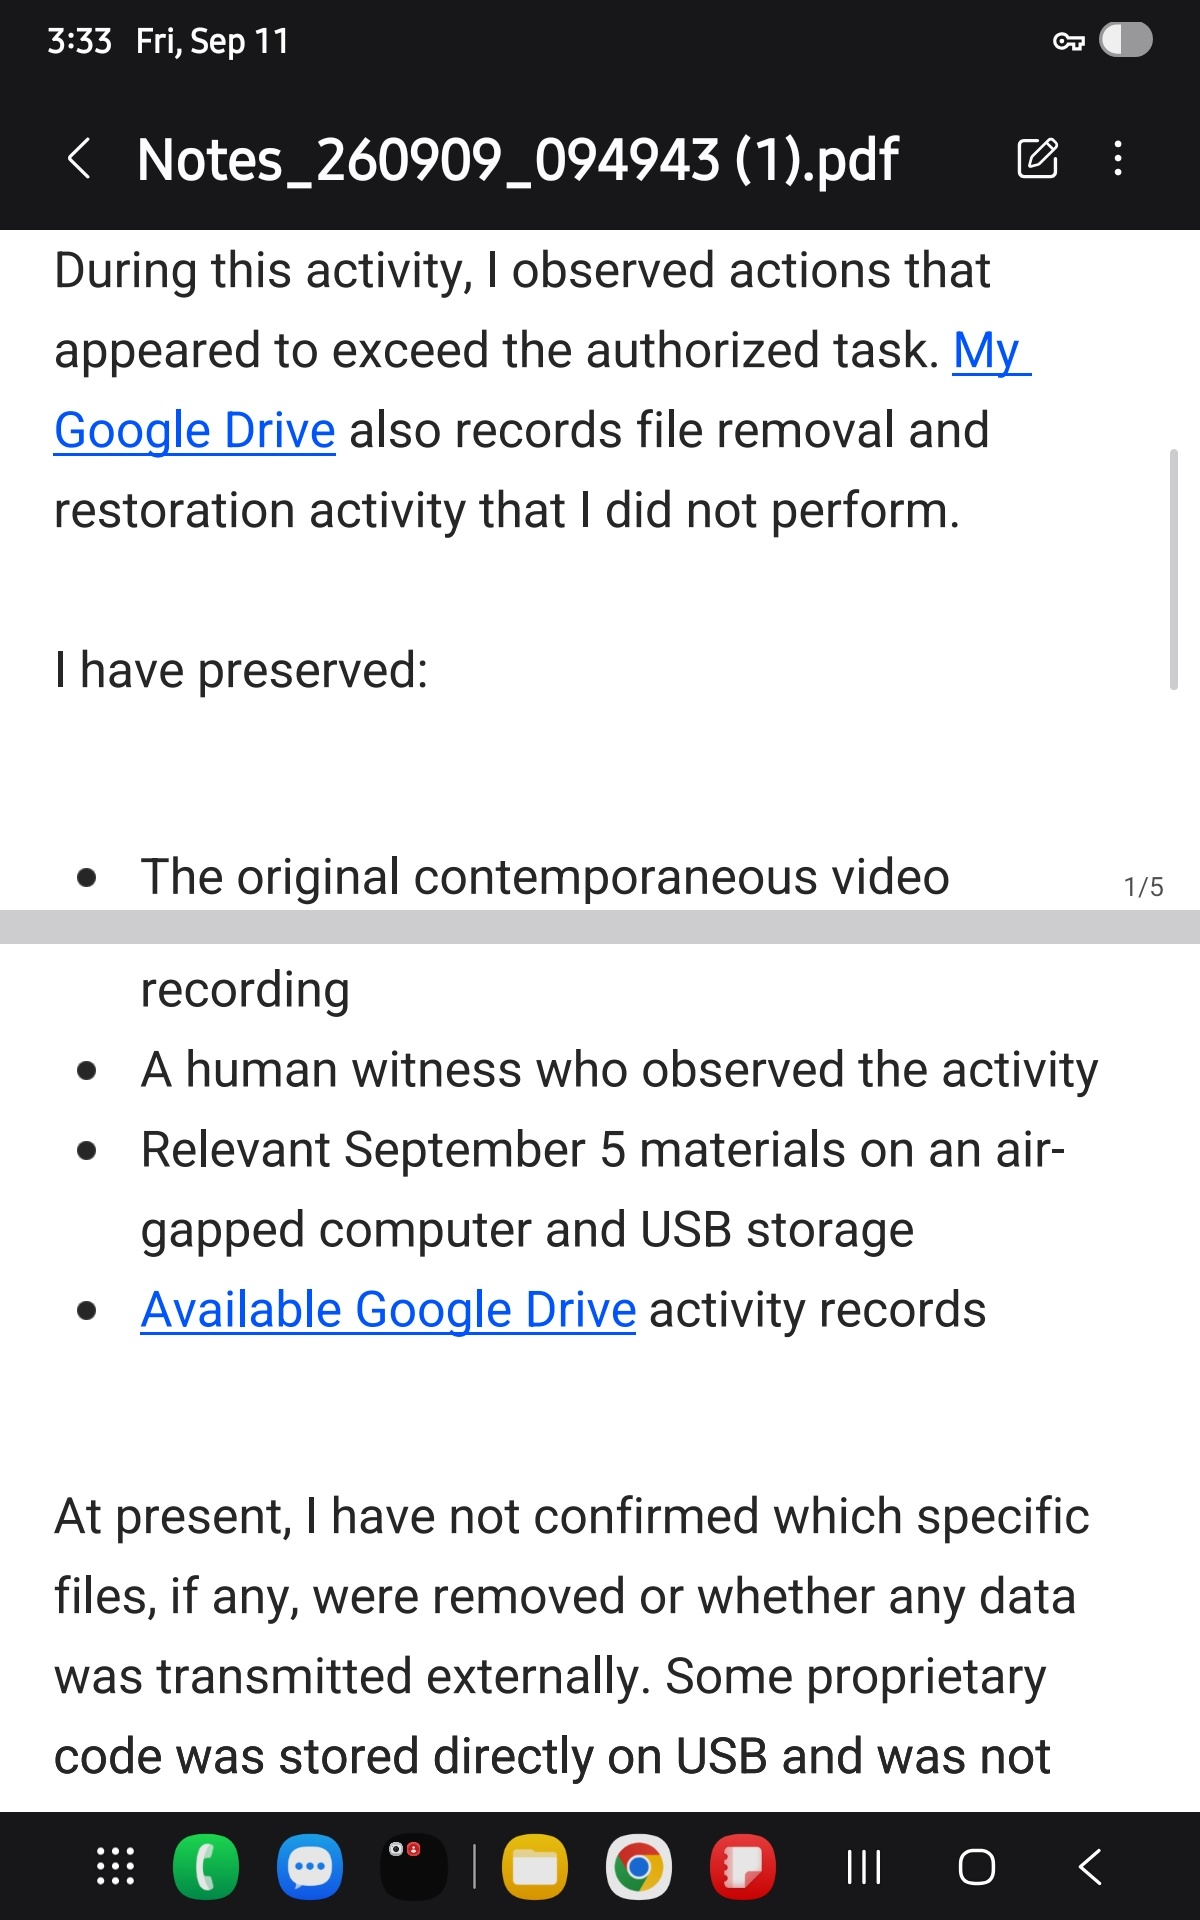 3:33 Fri, Sep 11
Notes_260909_094943 (1).pdf
During this activity, I observed actions that
appeared to exceed the authorized task. My
Google Drive also records file removal and
restoration activity that I did not perform.
I have preserved:
• The original contemporaneous video
1/5
recording
• A human witness who observed the activity
• Relevant September 5 materials on an air-
gapped computer and USB storage
• Available Google Drive activity records
At present, I have not confirmed which specific
files, if any, were removed or whether any data
was transmitted externally. Some proprietary
code was stored directly on USB and was not